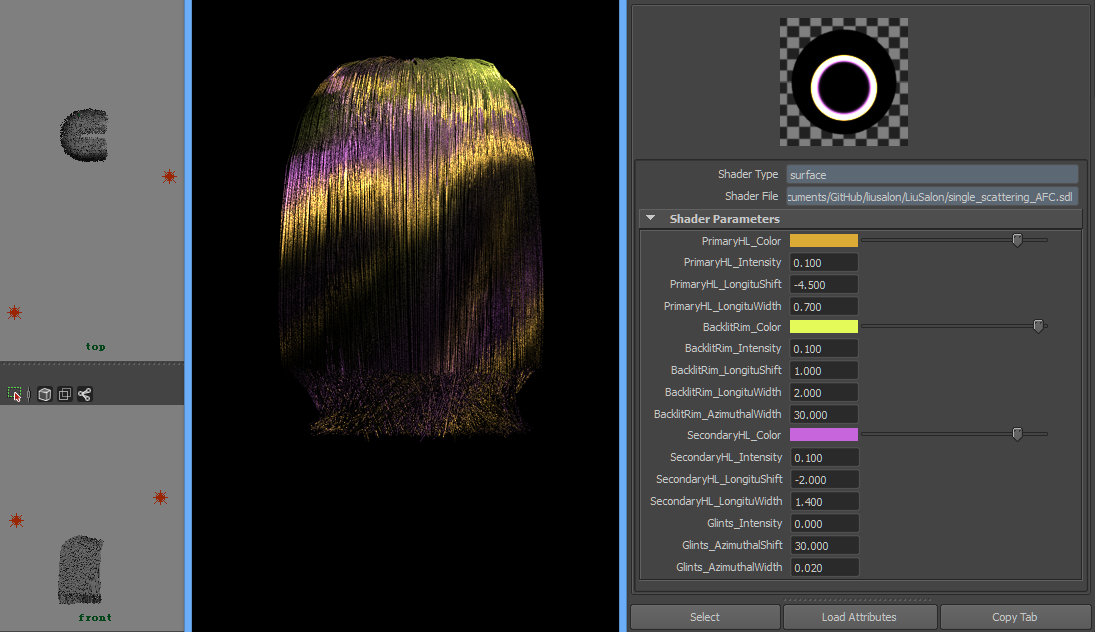 top
front
Shader Type surface
Shader File cuments/GitHub/liusalon/LiuSalon/single_scattering_AFC.sdl
Shader Parameters
PrimaryHL_Color
PrimaryHL_Intensity 0.100
PrimaryHL_LongituShift -4.500
PrimaryHL_LongituWidth 0.700
BacklitRim_Color
BacklitRim_Intensity 0.100
BacklitRim_LongituShift 1.000
BacklitRim_LongituWidth 2.000
BacklitRim_AzimuthalWidth 30.000
SecondaryHL_Color
SecondaryHL_Intensity 0.100
SecondaryHL_LongituShift -2.000
SecondaryHL_LongituWidth 1.400
Glints_Intensity 0.000
Glints_AzimuthalShift 30.000
Glints_AzimuthalWidth 0.020
Select Load Attributes Copy Tab